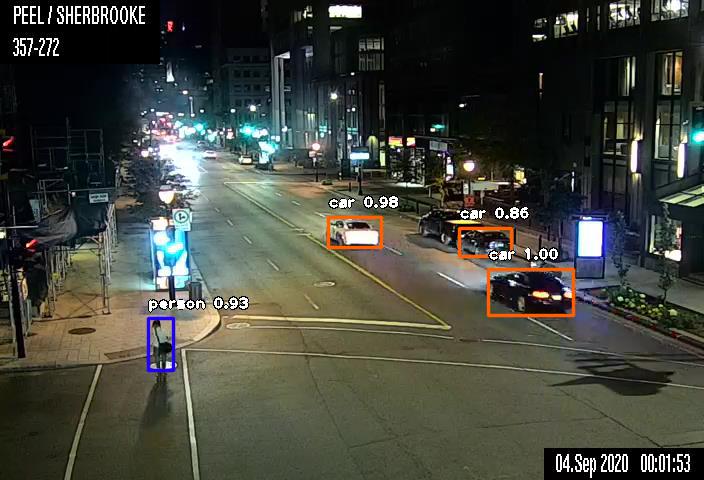 PEEL / SHERBROOKE
357-272
car 0.98
car 0.86
car 1.00
person 0.93
04.Sep 2020 00:01:53